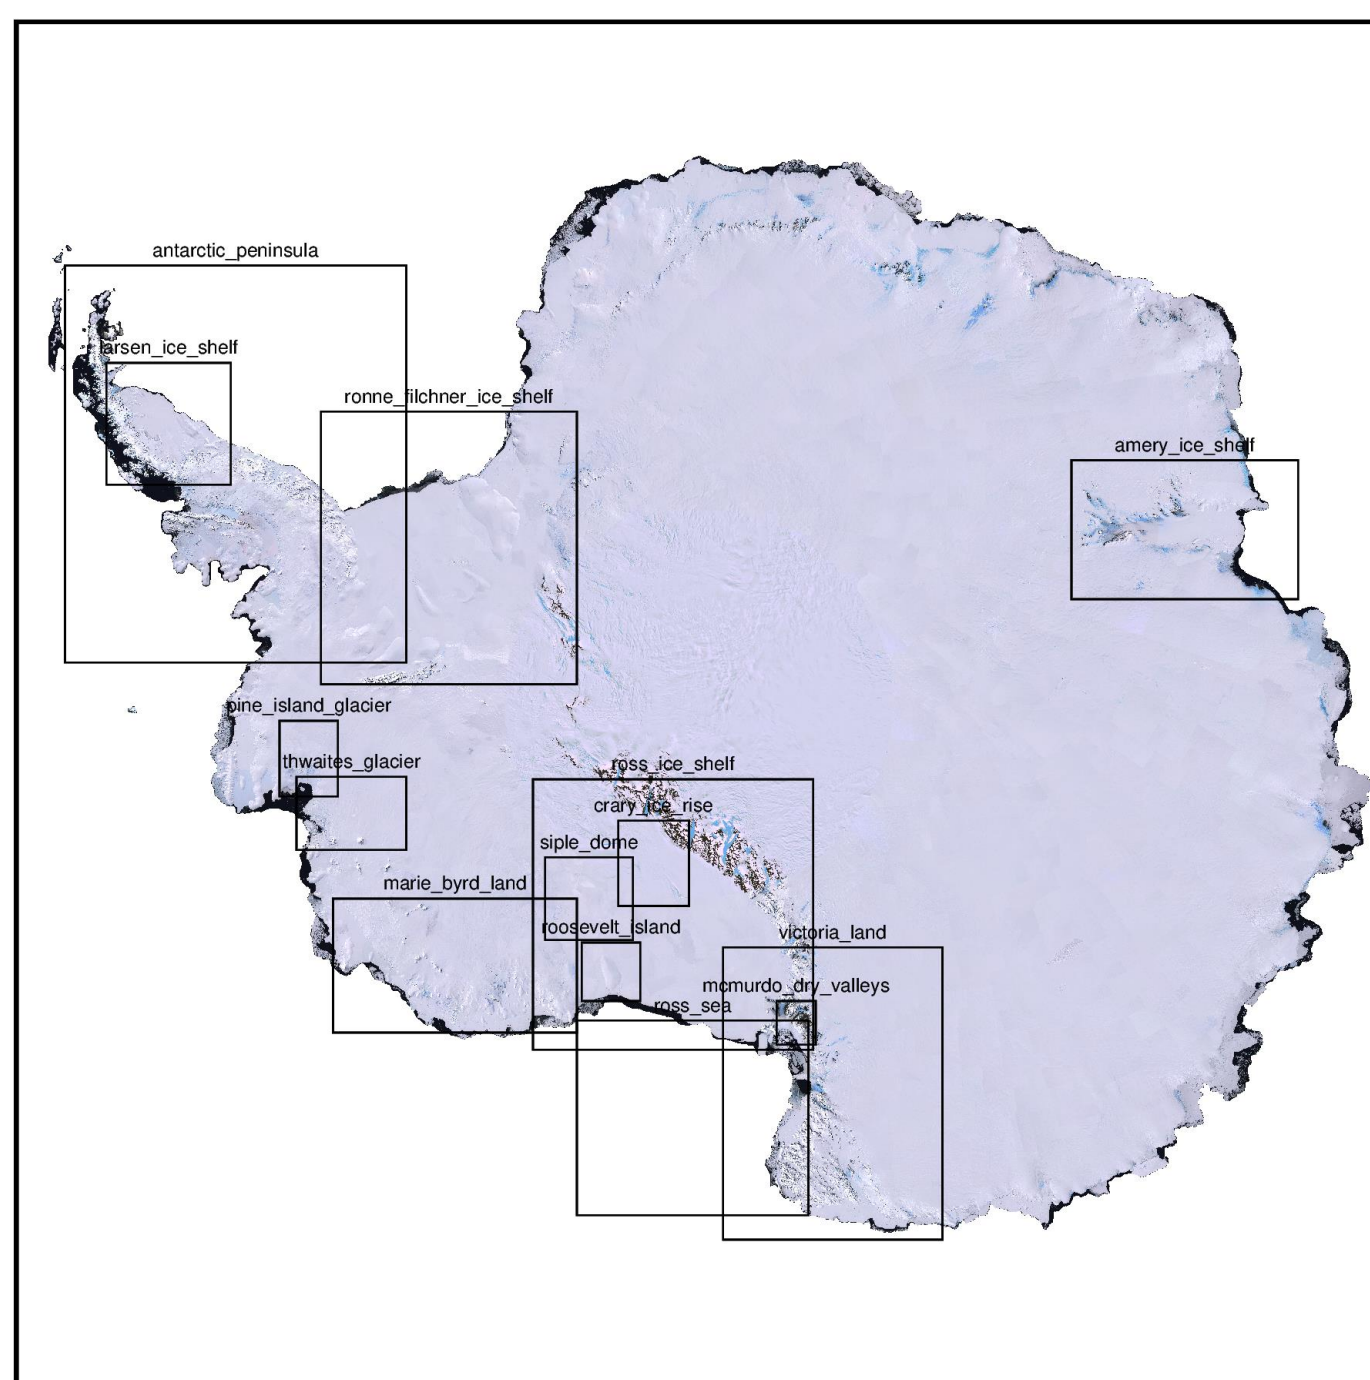 antarctic_peninsula
larsen_ice_shelf
ronne_filchner_ice_shelf
amery_ice_shelf
pine_island_glacier
thwaites_glacier
ross_ice_shelf
crary_ice_rise
siple_dome
marie_byrd_land
roosevelt_island
victoria_land
mcmurdo_dry_valleys
ross_sea